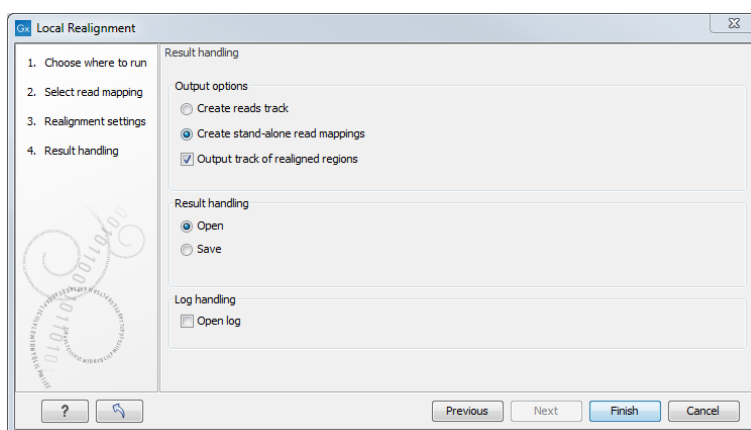 Gx Local Realignment
1. Choose where to run
2. Select read mapping
3. Realignment settings
4. Result handling
Result handling
Output options
Create reads track
Create stand-alone read mappings
Output track of realigned regions
Result handling
Open
Save
Log handling
Open log
?
Previous
Next
Finish
Cancel